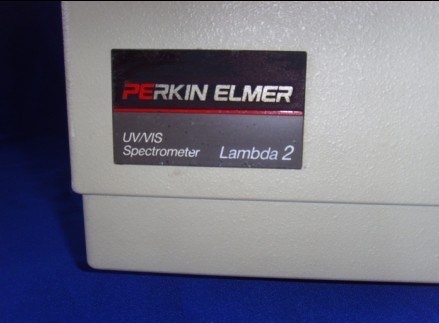 PERKIN ELMER
UV/VIS
Spectrometer Lambda 2